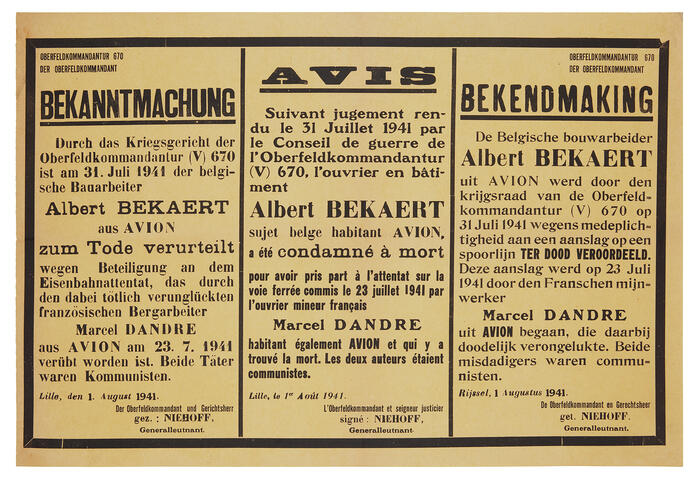 OBERFELDKOMMANDANTUR 670
DER OBERFELDKOMMANDANT
BEKANNTMACHUNG
Durch das Kriegsgericht der
Oberfeldkommandantur (V) 670
ist am 31. Juli 1941 der belgi-
sche Bauarbeiter
Albert BEKAERT
aus AVION
zum Tode verurteilt
wegen Beteiligung an dem
Eisenbahnattentat, das durch
den dabei tötlich verunglückten
französischen Bergarbeiter
Marcel DANDRE
aus AVION am 23. 7. 1941
verübt worden ist. Beide Täter
waren Kommunisten.
Lille, den 1. August 1941.
Der Oberfeldkommandant und Gerichtsherr
gez. : NIEHOFF,
Generalleutnant.
AVIS
Suivant jugement ren-
du le 31 Juillet 1941 par
le Conseil de guerre de
l'Oberfeldkommandantur
(V) 670, l'ouvrier en bâti-
ment
Albert BEKAERT
sujet belge habitant AVION,
a été condamné à mort
pour avoir pris part à l'attentat sur la
voie ferrée commis le 23 juillet 1941 par
l'ouvrier mineur français
Marcel DANDRE
habitant également AVION et qui y a
trouvé la mort. Les deux auteurs étaient
communistes.
Lille, le 1er Août 1941.
L'Oberfeldkommandant et seigneur justicier
signé : NIEHOFF,
Generalleutnant.
OBERFELDKOMMANDANTUR 670
DER OBERFELDKOMMANDANT
BEKENDMAKING
De Belgische bouwarbeider
Albert BEKAERT
uit AVION werd door den
krijgsraad van de Oberfeld-
kommandantur (V) 670 op
31 Juli 1941 wegens medeplich-
tigheid aan een aanslag op een
spoorlijn TER DOOD VEROORDEELD.
Deze aanslag werd op 23 Juli
1941 door den Franschen mijn-
werker
Marcel DANDRE
uit AVION begaan, die daarbij
doodelijk verongelukte. Beide
misdadigers waren commu-
nisten.
Rijssel, 1 Augustus 1941.
De Oberfeldkommandant en Gerechtsheer
get. NIEHOFF,
Generalleutnant.